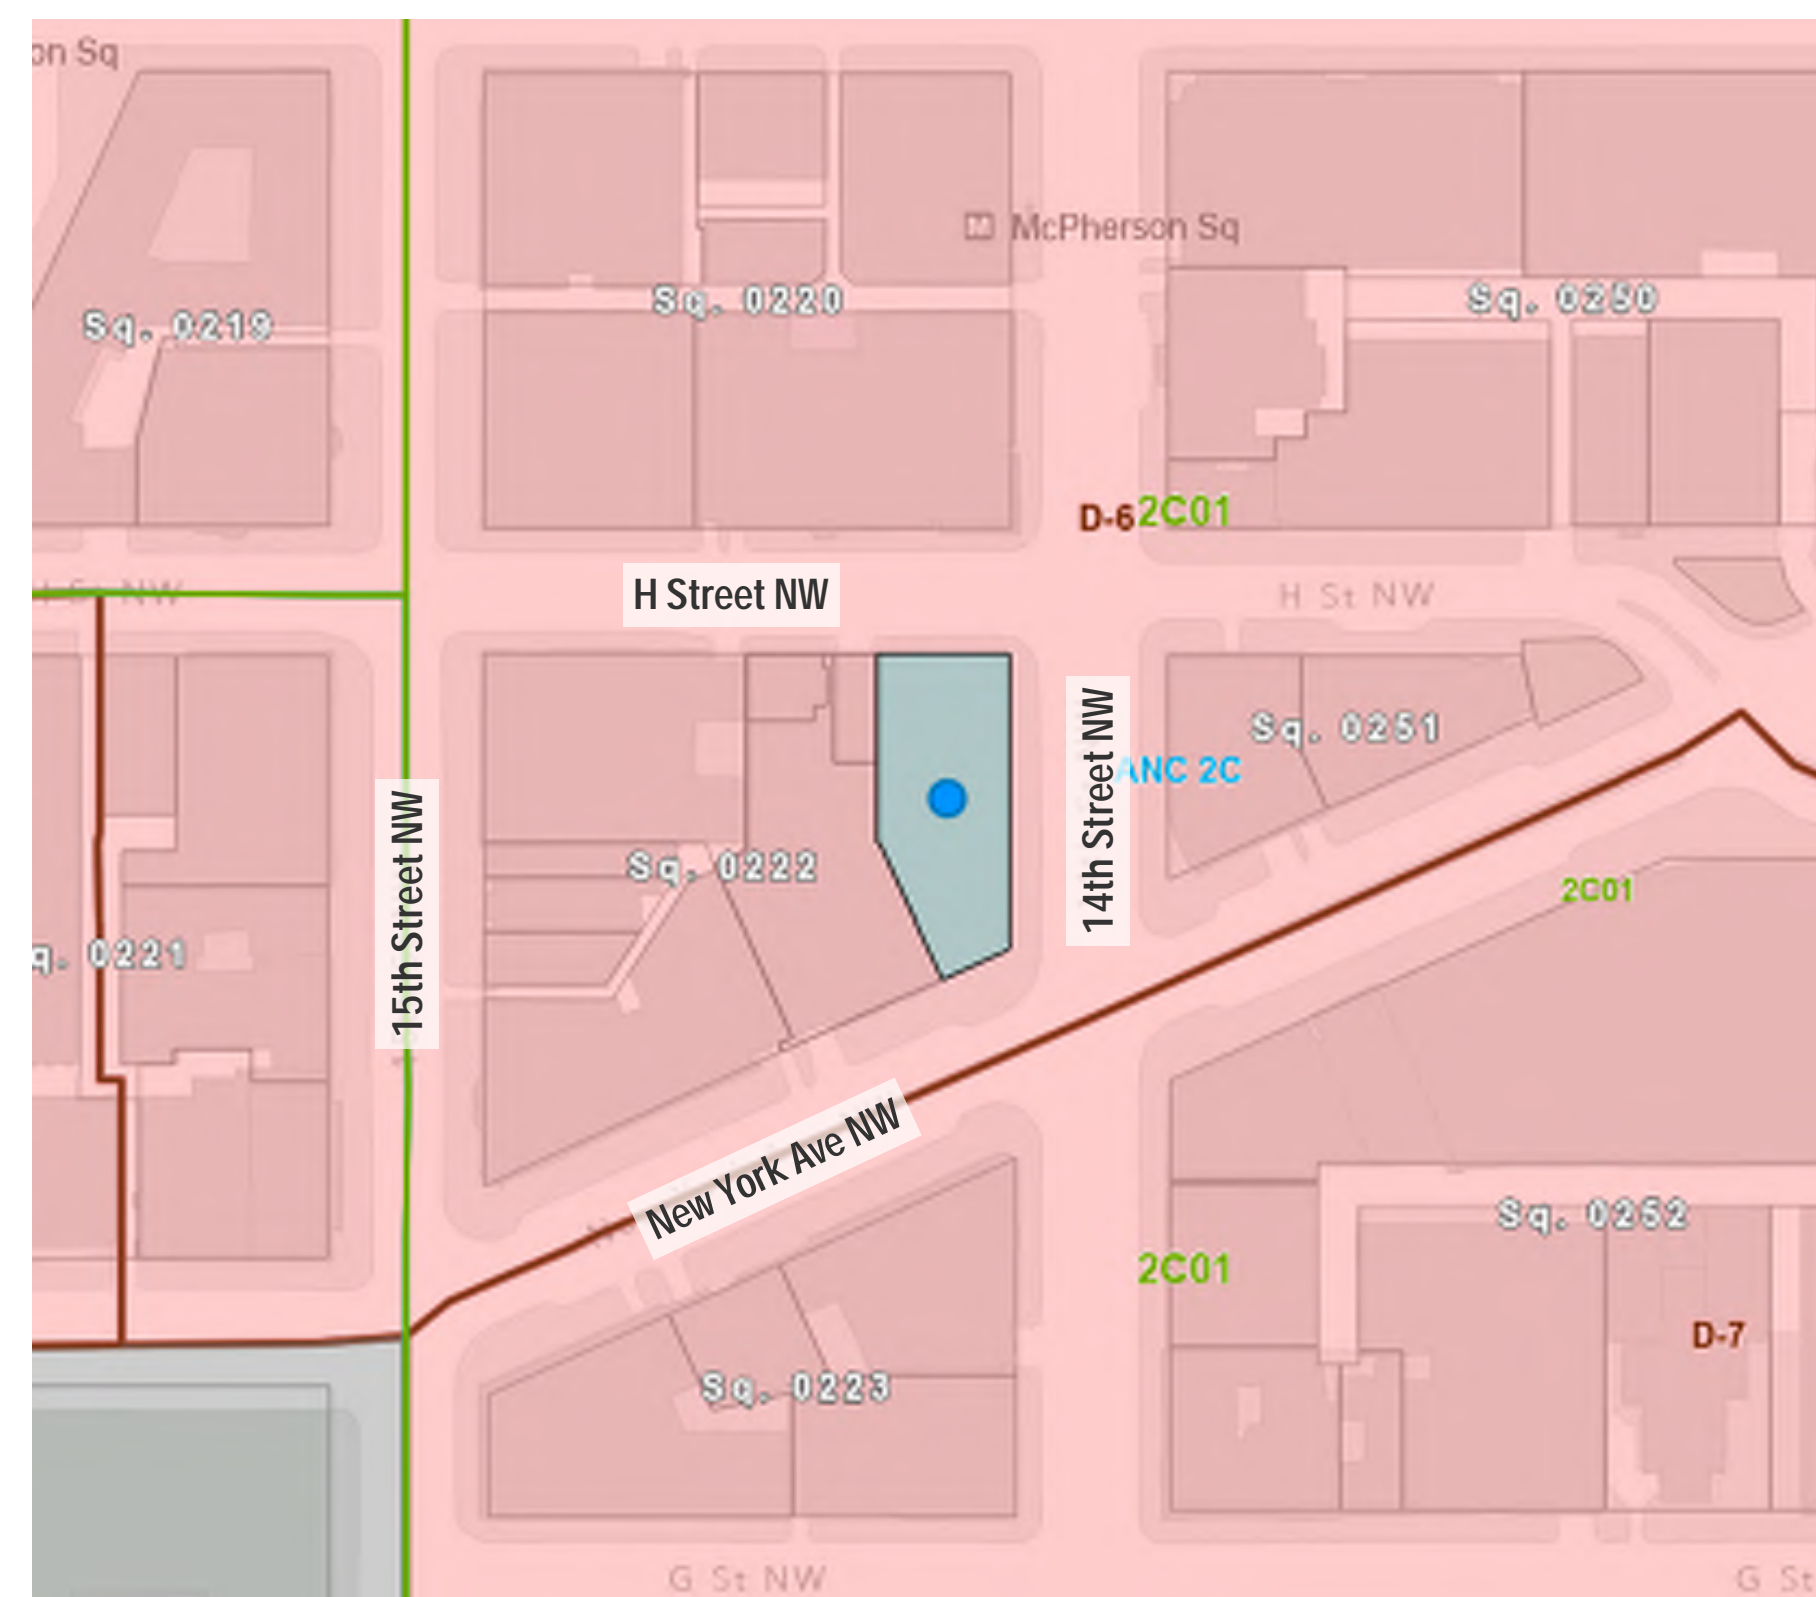 on Sq
McPherson Sq
Sq. 0219
Sq. 0220
Sq. 0250
D-6
2C01
H Street NW
H St NW
14th Street NW
Sq. 0251
ANC 2C
15th Street NW
Sq. 0222
2C01
q. 0221
New York Ave NW
Sq. 0252
2C01
D-7
Sq. 0223
G St NW
G St